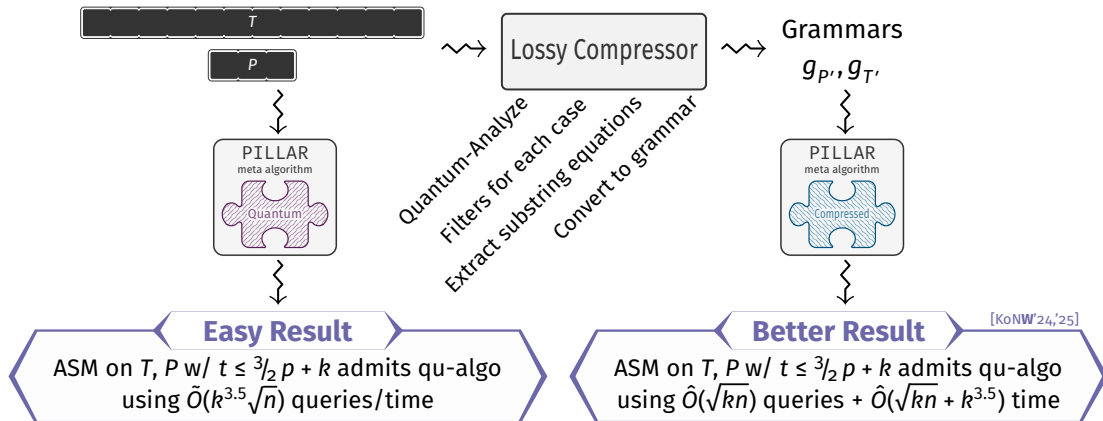 T
P
Lossy Compressor
Grammars
g_{P'}, g_{T'}
Quantum-Analyze
Filters for each case
Extract substring equations
Convert to grammar
PILLAR
meta algorithm
Quantum
PILLAR
meta algorithm
Compressed
Easy Result
ASM on T, P w/ t ≤ 3/2 p + k admits qu-algo
using Õ(k^{3.5}√n) queries/time
Better Result
[KoNW'24,'25]
ASM on T, P w/ t ≤ 3/2 p + k admits qu-algo
using Ô(√kn) queries + Ô(√kn + k^{3.5}) time